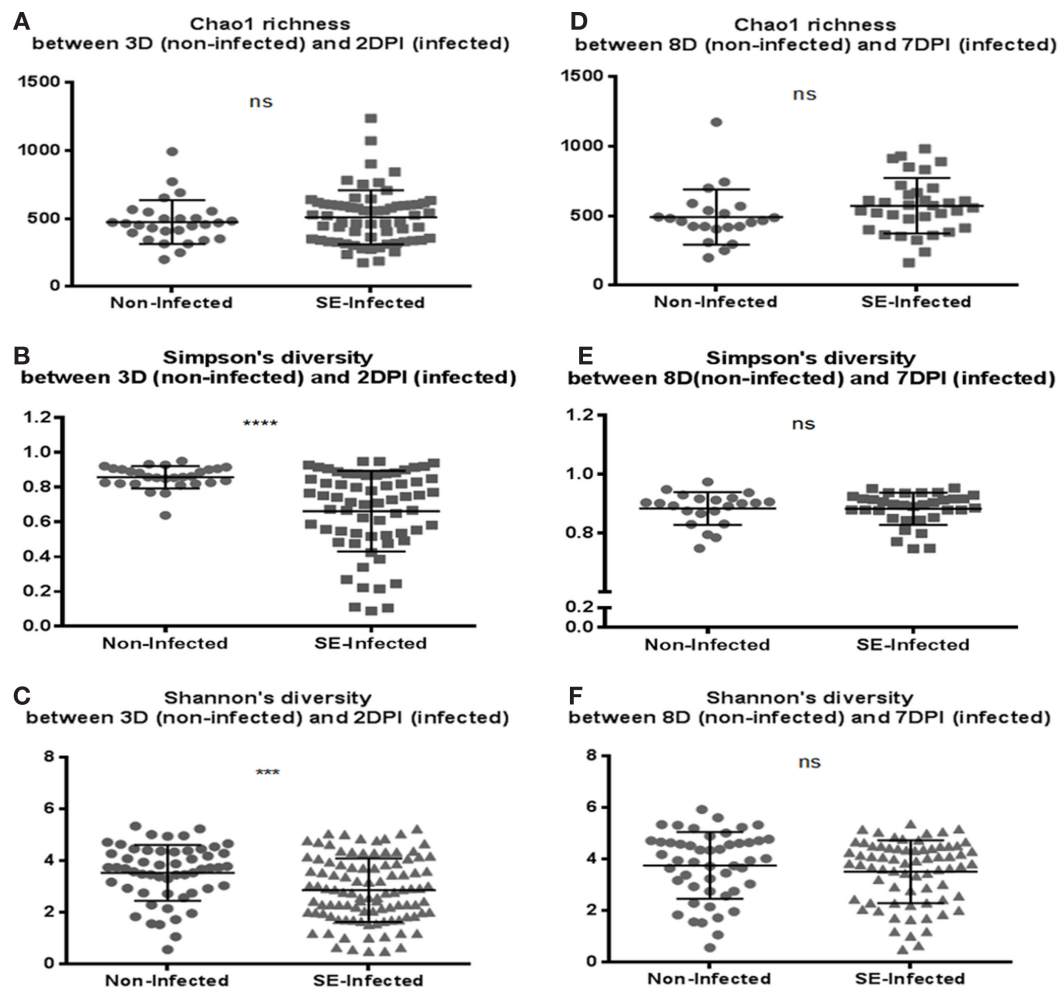 A
Chao1 richness
between 3D (non-infected) and 2DPI (infected)
1500
1000
500
0
ns
Non-Infected
SE-Infected
B
Simpson's diversity
between 3D (non-infected) and 2DPI (infected)
1.2
1.0
0.8
0.6
0.4
0.2
0.0
****
Non-Infected
SE-Infected
C
Shannon's diversity
between 3D (non-infected) and 2DPI (infected)
8
6
4
2
0
***
Non-Infected
SE-Infected
D
Chao1 richness
between 8D (non-infected) and 7DPI (infected)
1500
1000
500
0
ns
Non-Infected
SE-Infected
E
Simpson's diversity
between 8D(non-infected) and 7DPI (infected)
1.2
1.0
0.8
0.2
0.0
ns
Non-Infected
SE-Infected
F
Shannon's diversity
between 8D (non-infected) and 7DPI (infected)
8
6
4
2
0
ns
Non-Infected
SE-Infected